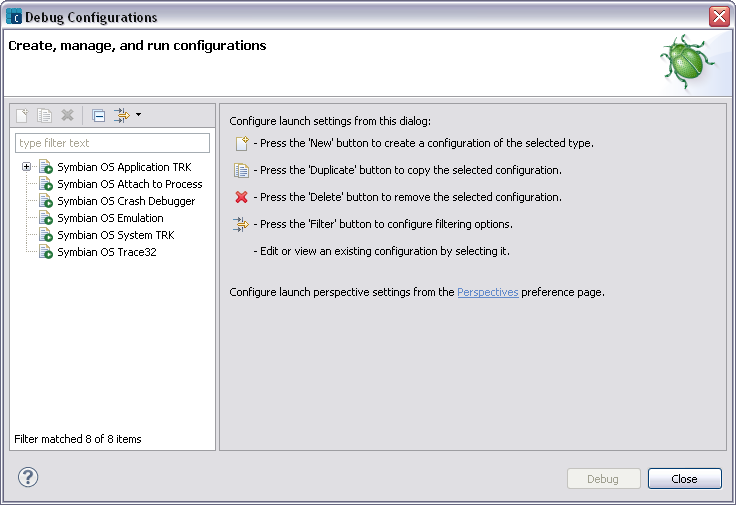 Debug Configurations
Create, manage, and run configurations
type filter text
Symbian OS Application TRK
Symbian OS Attach to Process
Symbian OS Crash Debugger
Symbian OS Emulation
Symbian OS System TRK
Symbian OS Trace32
Filter matched 8 of 8 items
Configure launch settings from this dialog:
- Press the 'New' button to create a configuration of the selected type.
- Press the 'Duplicate' button to copy the selected configuration.
- Press the 'Delete' button to remove the selected configuration.
- Press the 'Filter' button to configure filtering options.
- Edit or view an existing configuration by selecting it.
Configure launch perspective settings from the Perspectives preference page.
?
Debug
Close